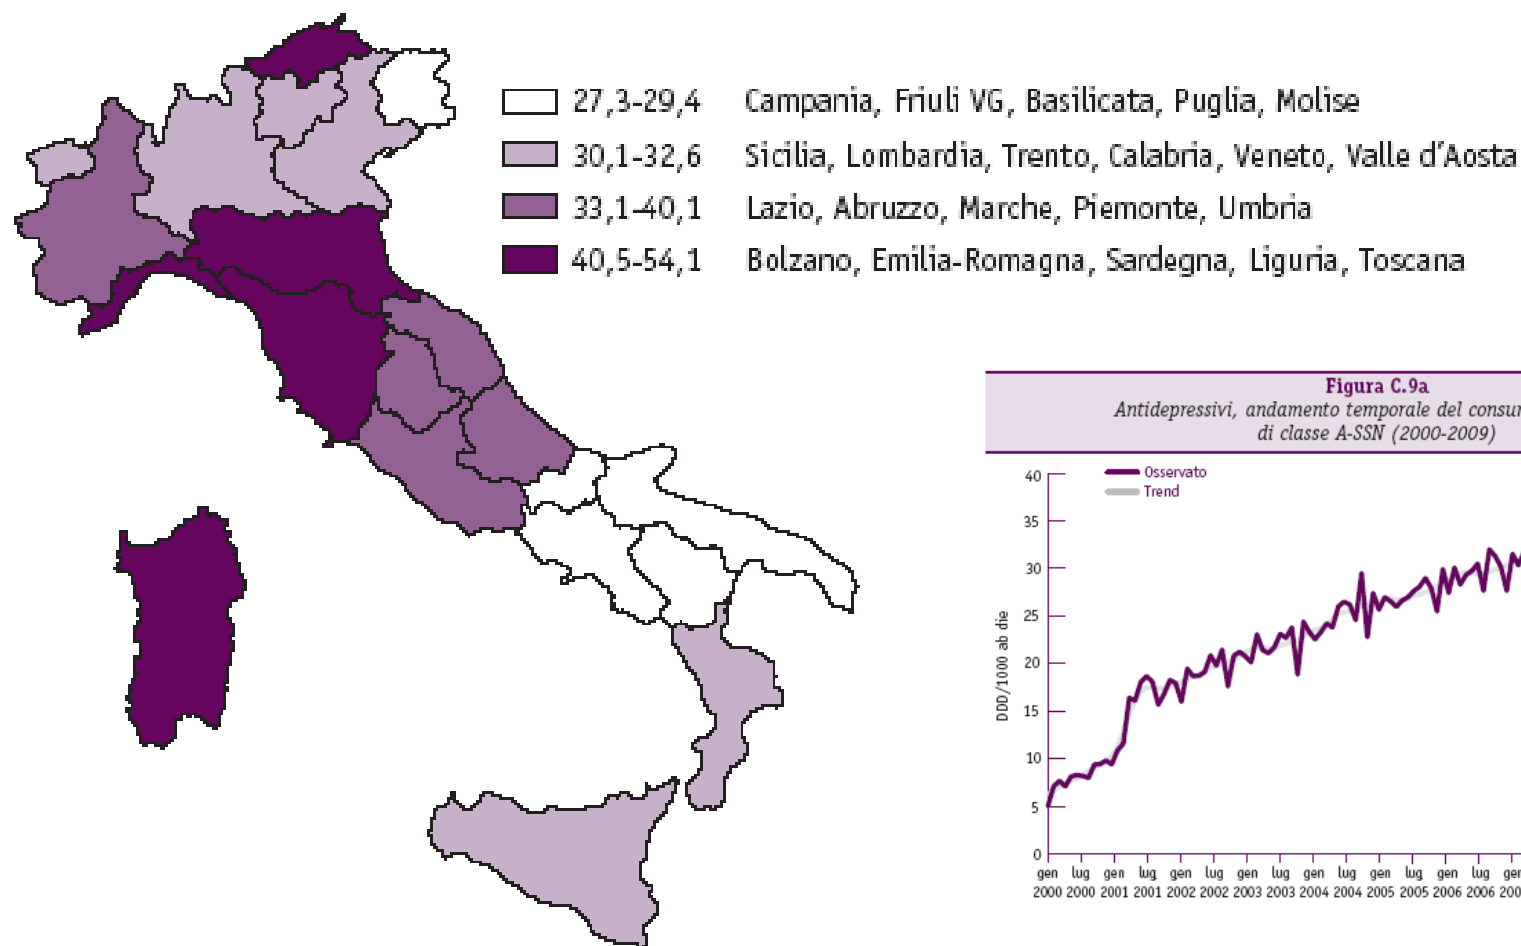 27,3-29,4 Campania, Friuli VG, Basilicata, Puglia, Molise
30,1-32,6 Sicilia, Lombardia, Trento, Calabria, Veneto, Valle d'Aosta
33,1-40,1 Lazio, Abruzzo, Marche, Piemonte, Umbria
40,5-54,1 Bolzano, Emilia-Romagna, Sardegna, Liguria, Toscana
Figura C.9a
Antidepressivi, andamento temporale del consu
di classe A-SSN (2000-2009)
Osservato
Trend
DDD/1000 ab die
40
35
30
25
20
15
10
5
0
gen lug gen lug gen lug gen lug gen lug gen lug gen lug gen
2000 2000 2001 2001 2002 2002 2003 2003 2004 2004 2005 2005 2006 2006 200